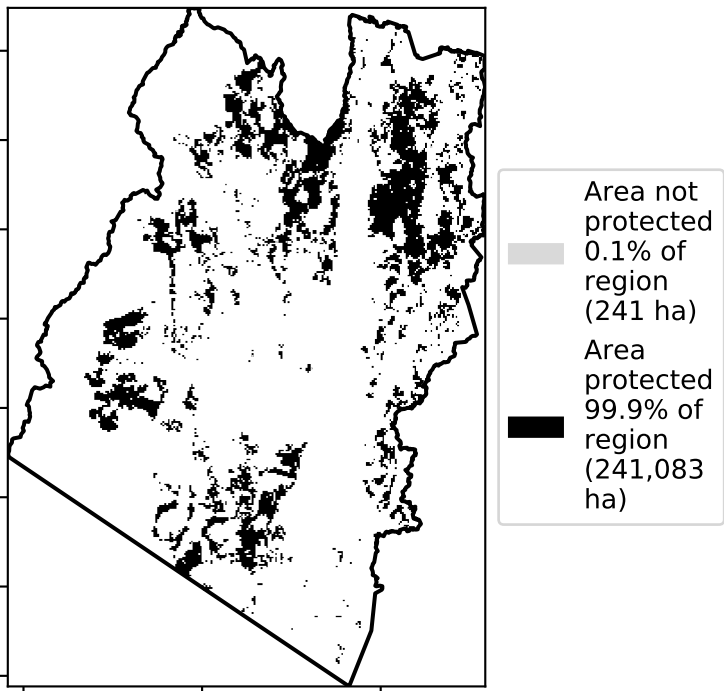 Area not
protected
0.1% of
region
(241 ha)
Area
protected
99.9% of
region
(241,083
ha)